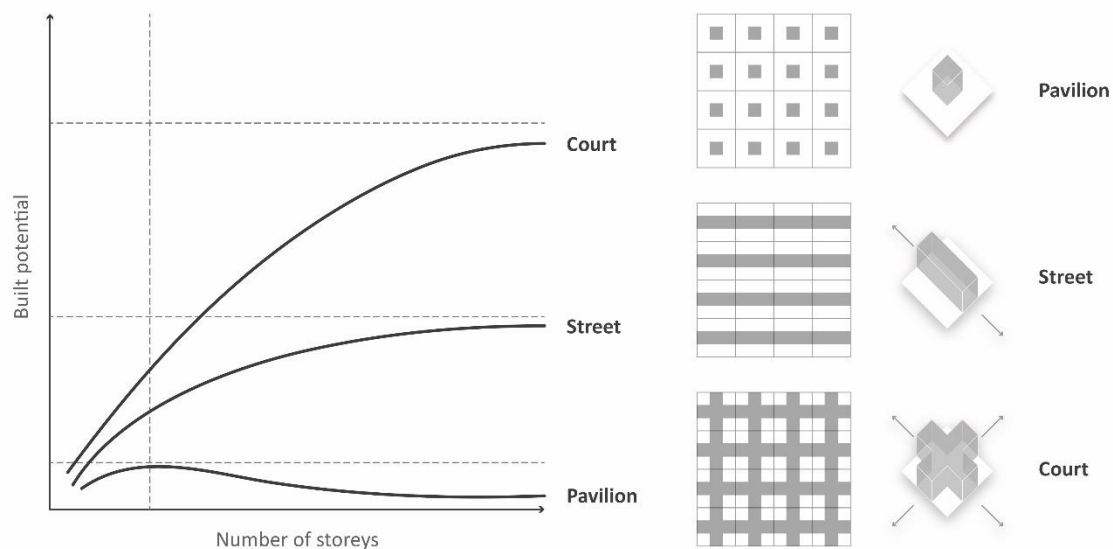 Built potential
Number of storeys
Court
Street
Pavilion
Pavilion
Street
Court